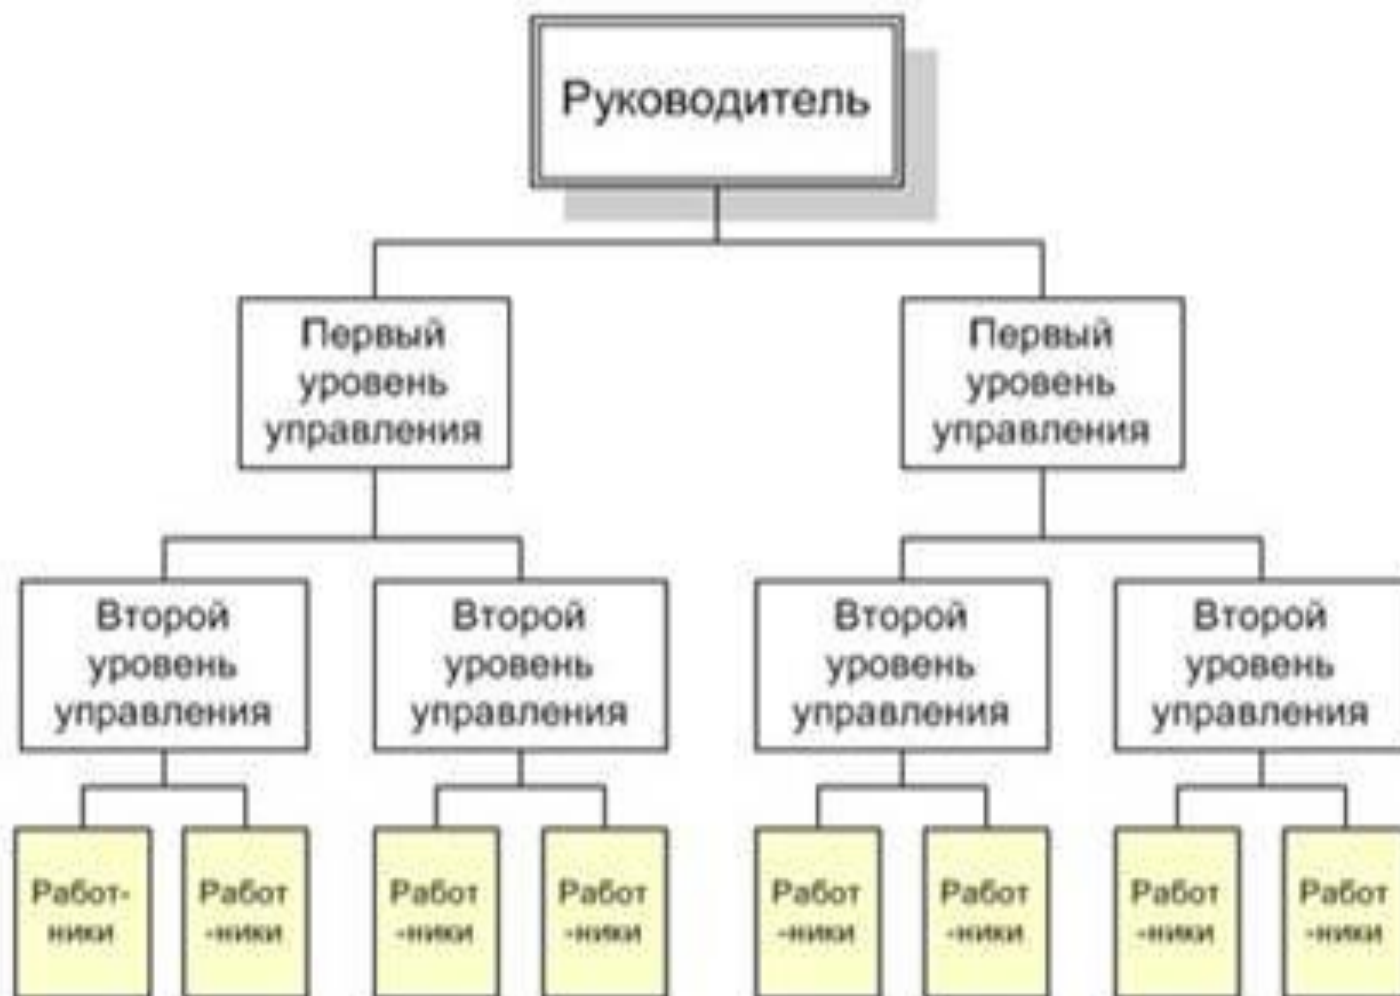 Руководитель
Первый
уровень
управления
Первый
уровень
управления
Второй
уровень
управления
Второй
уровень
управления
Второй
уровень
управления
Второй
уровень
управления
Работ-
ники
Работ
-ники
Работ
-ники
Работ
-ники
Работ
-ники
Работ
-ники
Работ
-ники
Работ
-ники